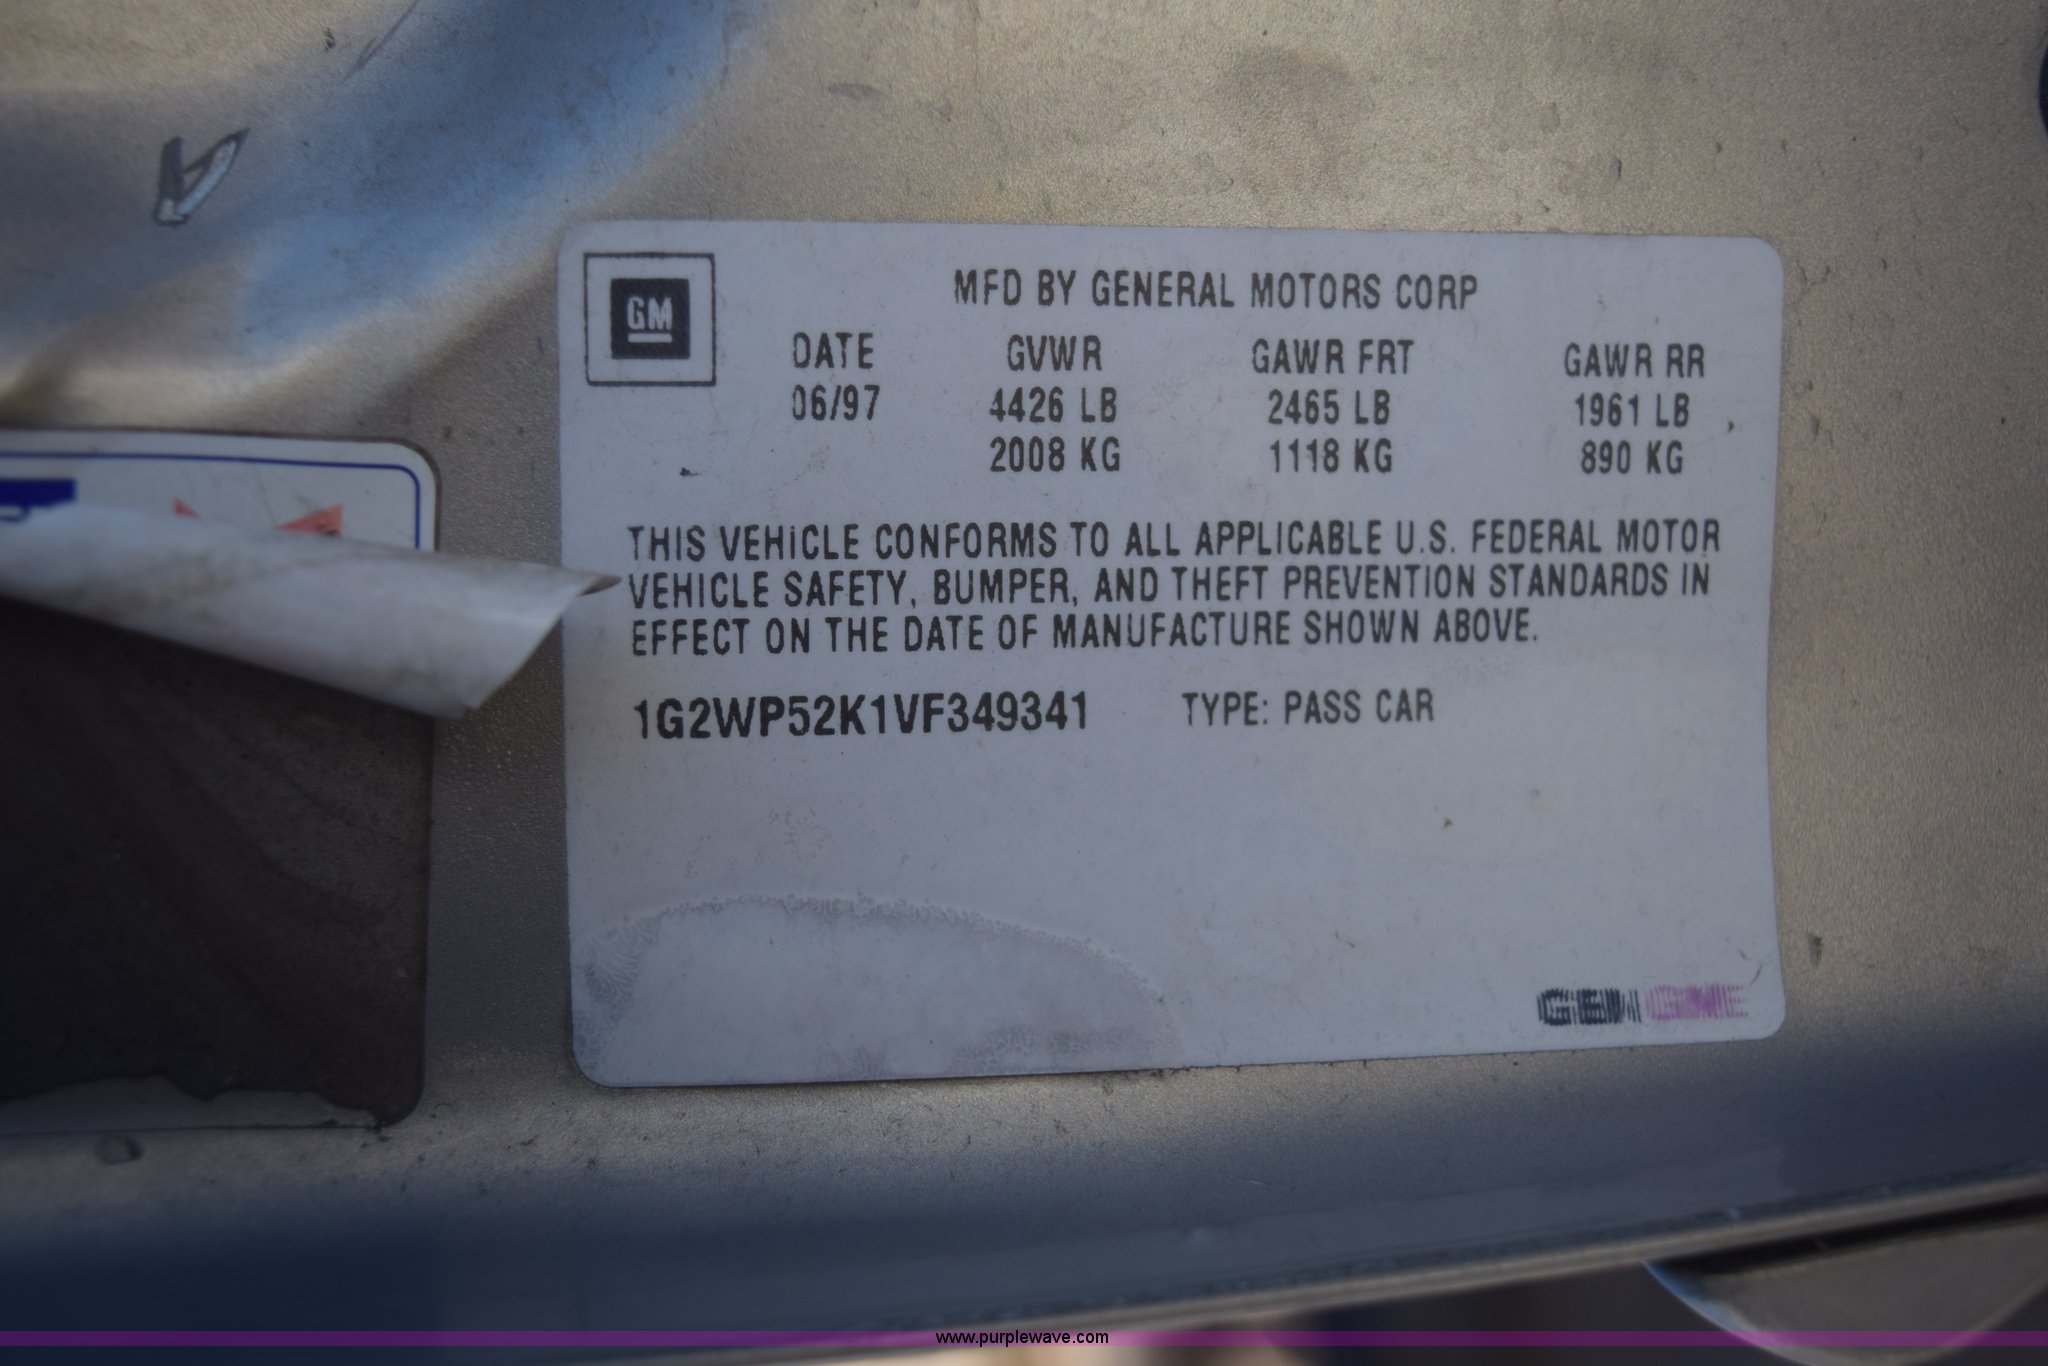 GM
MFD BY GENERAL MOTORS CORP
DATE GVWR GAWR FRT GAWR RR
06/97 4426 LB 2465 LB 1961 LB
2008 KG 1118 KG 890 KG
THIS VEHICLE CONFORMS TO ALL APPLICABLE U.S. FEDERAL MOTOR
VEHICLE SAFETY, BUMPER, AND THEFT PREVENTION STANDARDS IN
EFFECT ON THE DATE OF MANUFACTURE SHOWN ABOVE.
1G2WP52K1VF349341 TYPE: PASS CAR
www.purplewave.com